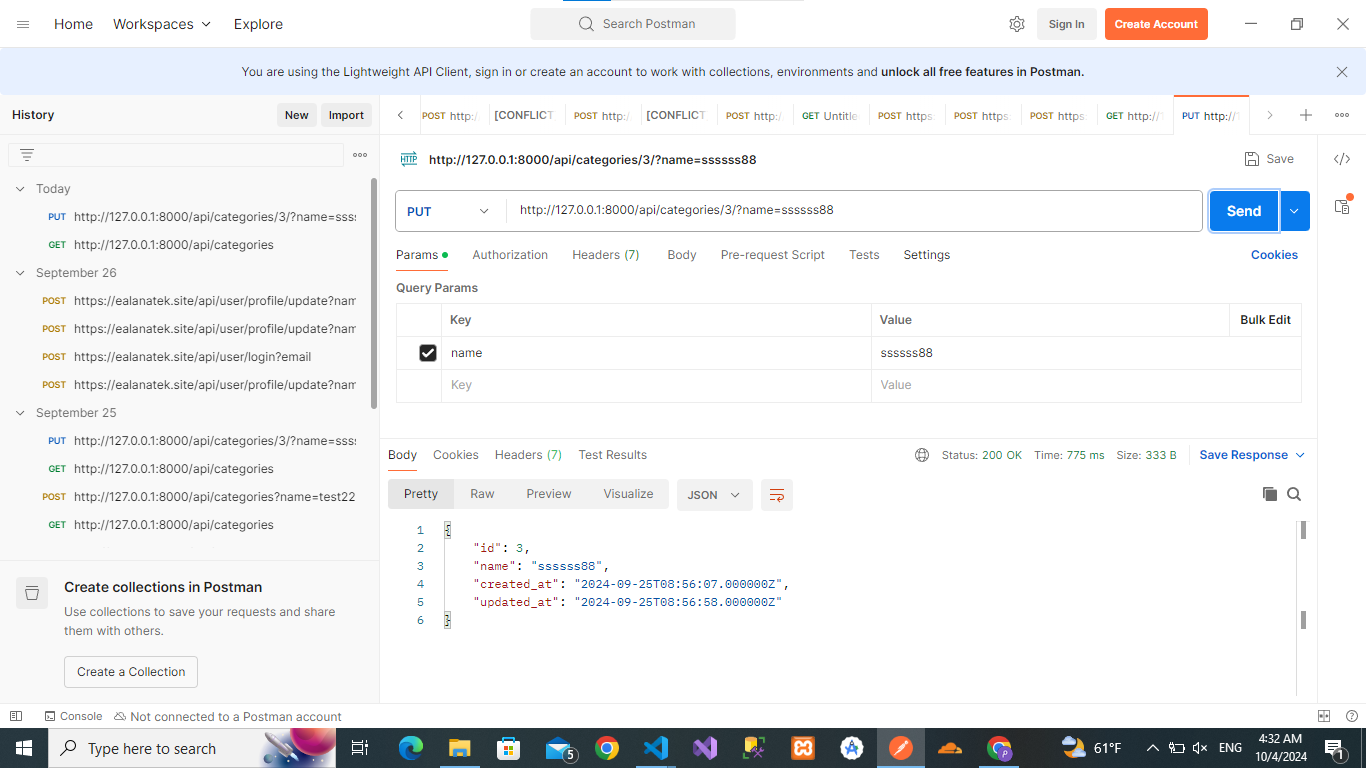 Home Workspaces Explore Search Postman Sign In Create Account
You are using the Lightweight API Client, sign in or create an account to work with collections, environments and unlock all free features in Postman.
History New Import
Today
PUT http://127.0.0.1:8000/api/categories/3/?name=ssss
GET http://127.0.0.1:8000/api/categories
September 26
POST https://ealanatek.site/api/user/profile/update?nam
POST https://ealanatek.site/api/user/profile/update?nam
POST https://ealanatek.site/api/user/login?email
POST https://ealanatek.site/api/user/profile/update?nam
September 25
PUT http://127.0.0.1:8000/api/categories/3/?name=ssss
GET http://127.0.0.1:8000/api/categories
POST http://127.0.0.1:8000/api/categories?name=test22
GET http://127.0.0.1:8000/api/categories
Create collections in Postman
Use collections to save your requests and share
them with others.
Create a Collection
POST http:/ [CONFLICT POST http:/ [CONFLICT POST http:/ GET Untitle POST https: POST https: POST https: GET http://1 PUT http://1
HTTP http://127.0.0.1:8000/api/categories/3/?name=ssssss88 Save
PUT http://127.0.0.1:8000/api/categories/3/?name=ssssss88 Send
Params Authorization Headers (7) Body Pre-request Script Tests Settings Cookies
Query Params
Key Value Bulk Edit
name ssssss88
Key Value
Body Cookies Headers (7) Test Results Status: 200 OK Time: 775 ms Size: 333 B Save Response
Pretty Raw Preview Visualize JSON
1 {
2 "id": 3,
3 "name": "ssssss88",
4 "created_at": "2024-09-25T08:56:07.000000Z",
5 "updated_at": "2024-09-25T08:56:58.000000Z"
6 }
Console Not connected to a Postman account
Type here to search 5 61°F ENG 4:32 AM
10/4/2024 1